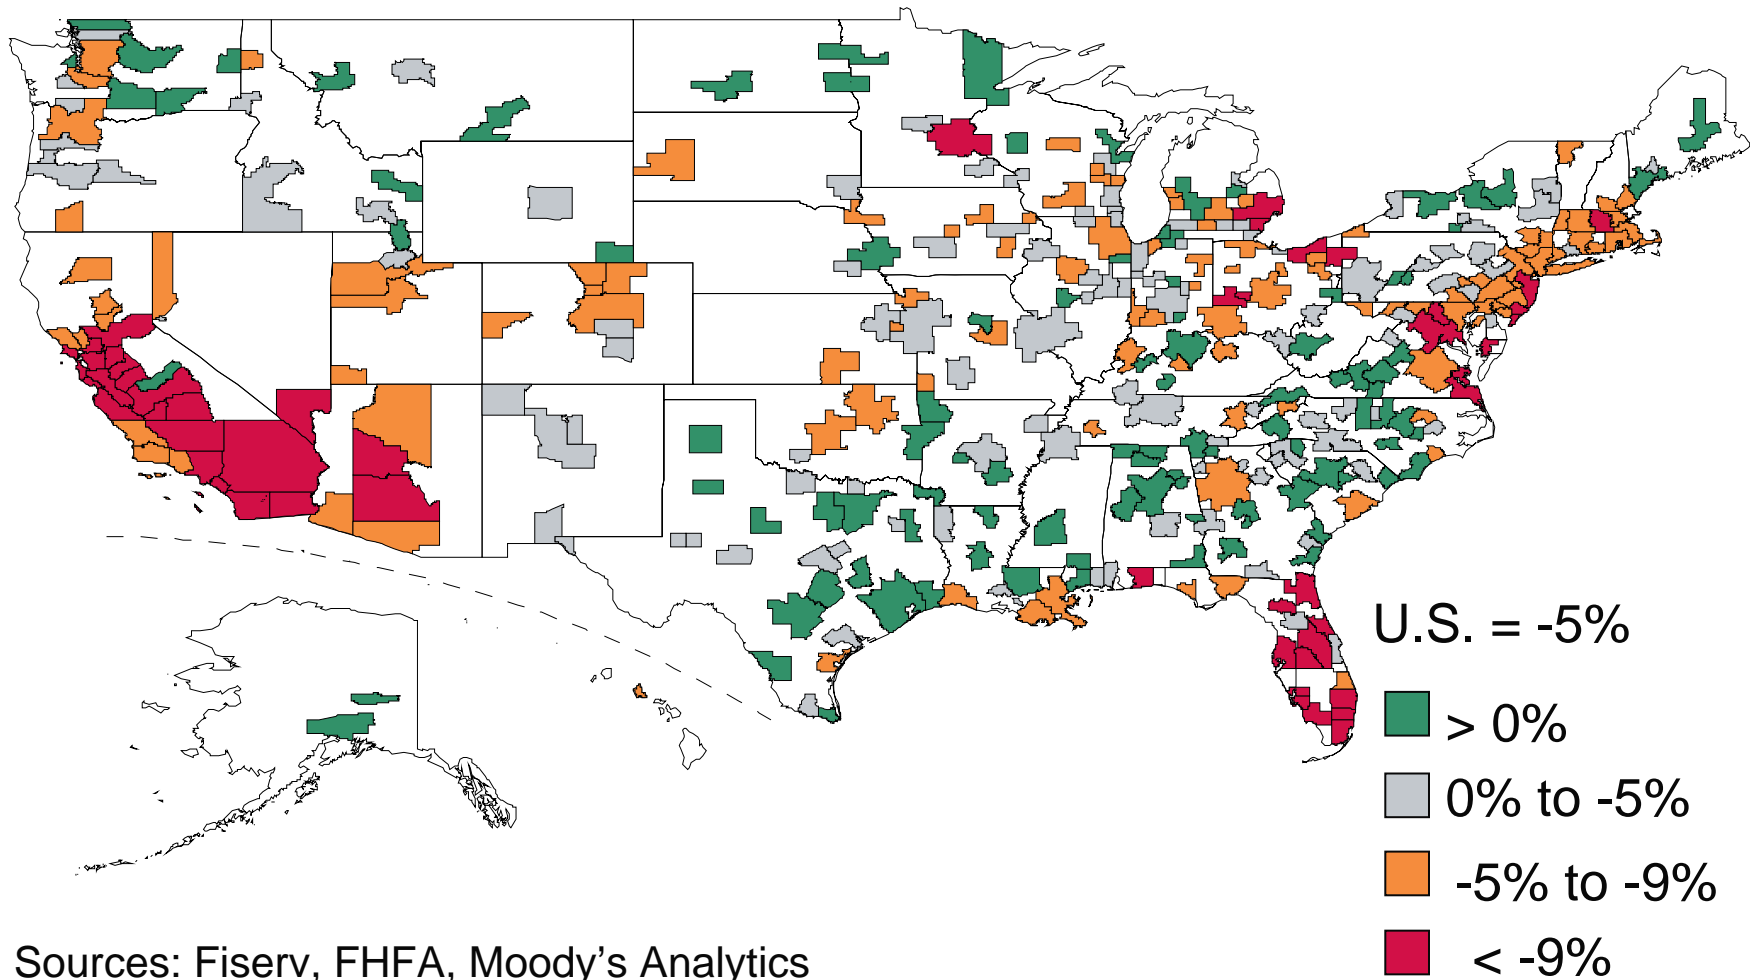 U.S. = -5%
> 0%
0% to -5%
-5% to -9%
< -9%
Sources: Fiserv, FHFA, Moody's Analytics